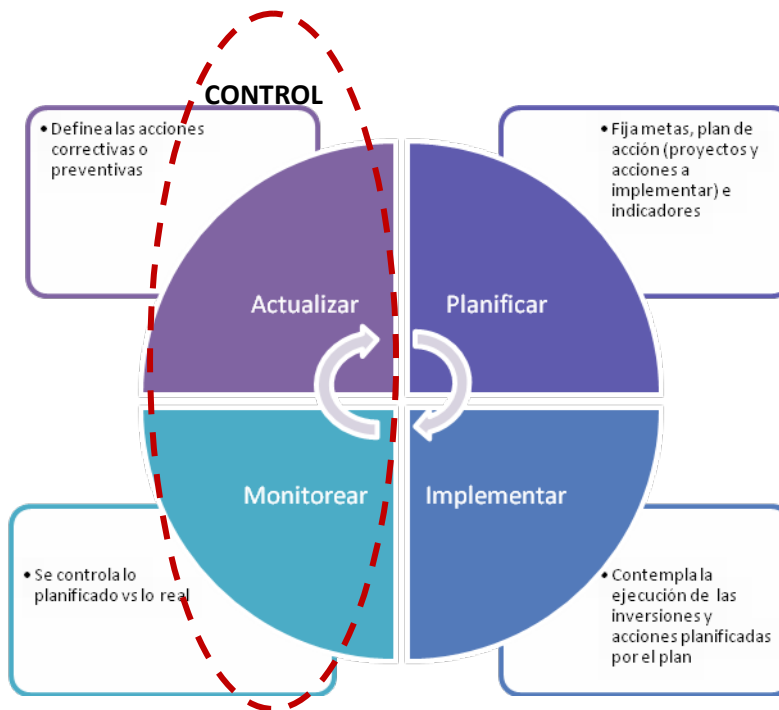 CONTROL
• Definea las acciones
correctivas o
preventivas
• Fija metas, plan de
acción (proyectos y
acciones a
implementar) e
indicadores
Actualizar
Planificar
Monitorear
Implementar
• Se controla lo
planificado vs lo real
• Contempla la
ejecución de las
inversiones y
acciones planificadas
por el plan